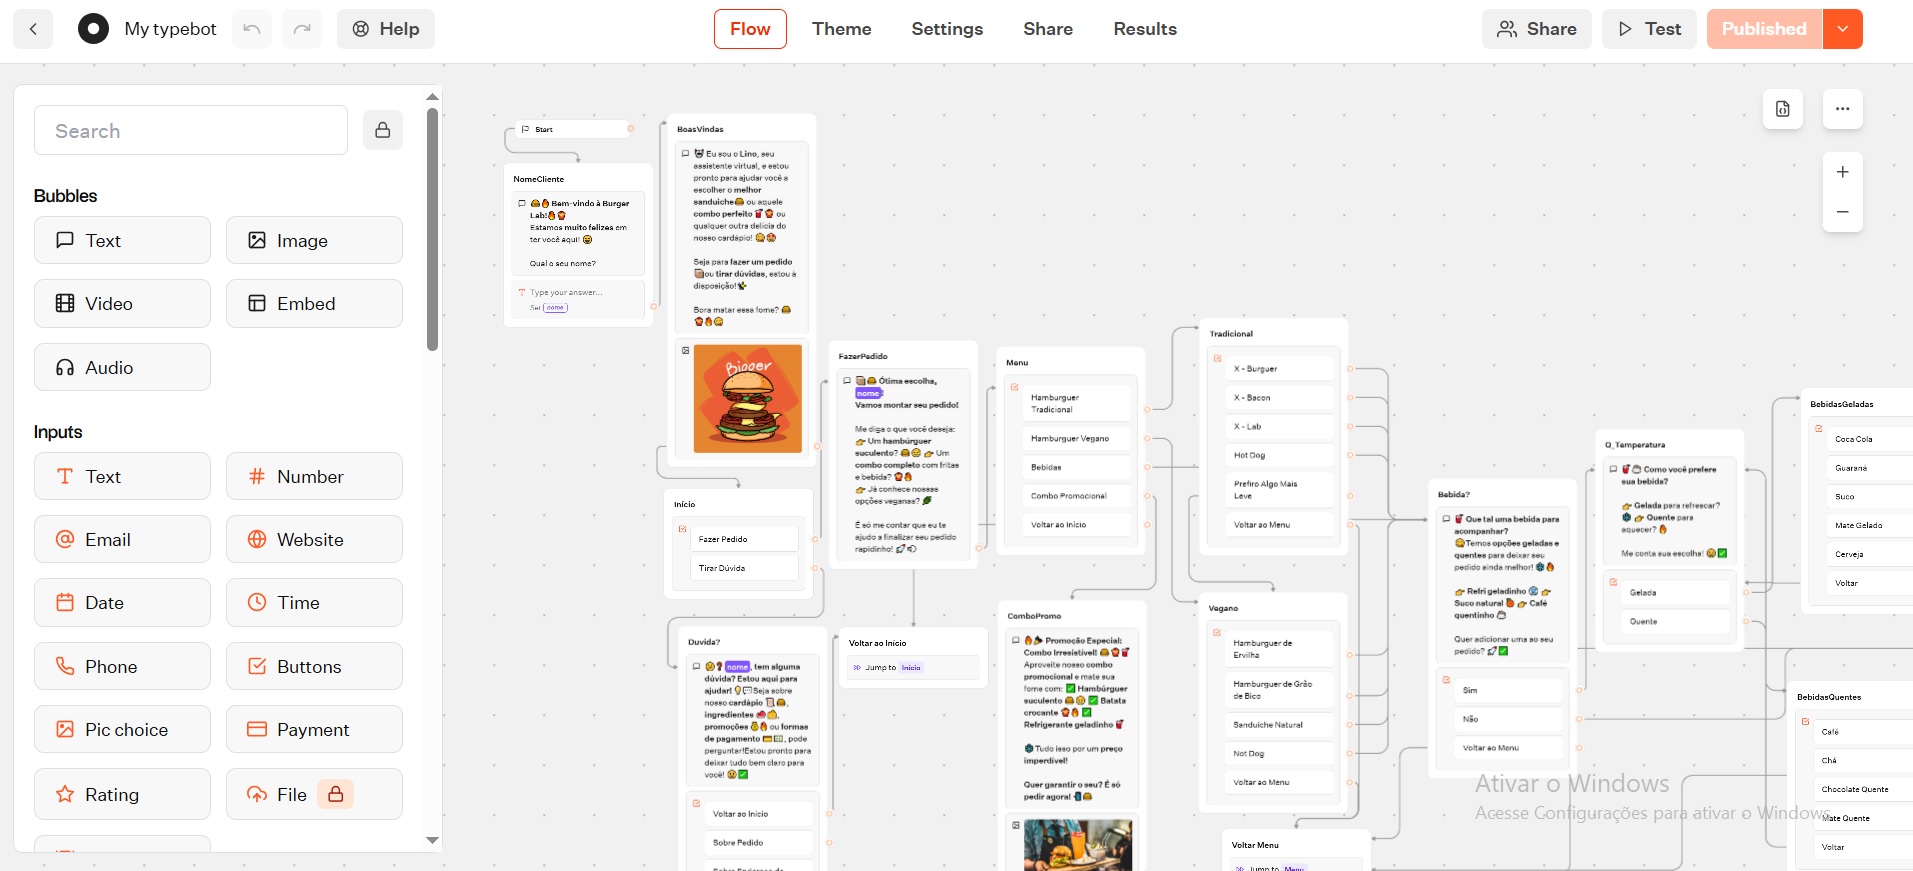 My typebot
Help
Flow
Theme
Settings
Share
Results
Share
Test
Published
Search
Bubbles
Text
Image
Video
Embed
Audio
Inputs
Text
Number
Email
Website
Date
Time
Phone
Buttons
Pic choice
Payment
Rating
File
Start
NomeCliente
Bem-vindo à Burger
Lab!
Estamos muito felizes em
ter você aqui!
Qual o seu nome?
Type your answer...
Set nome
BoasVindas
Eu sou o Lino, seu
assistente virtual, e estou
pronto para ajudar você a
escolher o melhor
sanduiche ou aquele
combo perfeito ou
qualquer outra delícia do
nosso cardápio!
Seja para fazer um pedido
ou tirar dúvidas, estou à
disposição!
Bora matar essa fome?
Bigger
Início
Fazer Pedido
Tirar Dúvida
FazerPedido
Ótima escolha,
nome!
Vamos montar seu pedido!
Me diga o que você deseja:
Um hambúrguer
suculento? Um
combo completo com fritas
e bebida?
Já conhece nossas
opções veganas?
É só me contar que eu te
ajudo a finalizar seu pedido
rapidinho!
Duvida?
nome, tem alguma
dúvida? Estou aqui para
ajudar! Seja sobre
nosso cardápio
ingredientes
promoções ou formas
de pagamento, pode
perguntar!Estou pronto para
deixar tudo bem claro para
você!
Voltar ao Início
Sobre Pedido
Voltar ao Início
Jump to Início
Menu
Hamburguer
Tradicional
Hamburguer Vegano
Bebidas
Combo Promocional
Voltar ao Início
ComboPromo
Promoção Especial:
Combo Irresistível!
Aproveite nosso combo
promocional e mate sua
fome com: Hambúrguer
suculento Batata
crocante
Refrigerante geladinho
Tudo isso por um preço
imperdível!
Quer garantir o seu? É só
pedir agora!
Tradicional
X - Burguer
X - Bacon
X - Lab
Hot Dog
Prefiro Algo Mais
Leve
Voltar ao Menu
Vegano
Hamburguer de
Ervilha
Hamburguer de Grão
de Bico
Sanduíche Natural
Not Dog
Voltar ao Menu
Voltar Menu
Jump to Menu
Bebida?
Que tal uma bebida para
acompanhar?
Temos opções geladas e
quentes para deixar seu
pedido ainda melhor!
Refri geladinho
Suco natural Café
quentinho
Quer adicionar uma ao seu
pedido?
Sim
Não
Voltar ao Menu
Q_Temperatura
Como você prefere
sua bebida?
Gelada para refrescar?
Quente para
aquecer?
Me conta sua escolha!
Gelada
Quente
BebidasGeladas
Coca Cola
Guaraná
Suco
Mate Gelado
Cerveja
Voltar
BebidasQuentes
Café
Chá
Chocolate Quente
Mate Quente
Voltar
Ativar o Windows
Acesse Configurações para ativar o Windows.